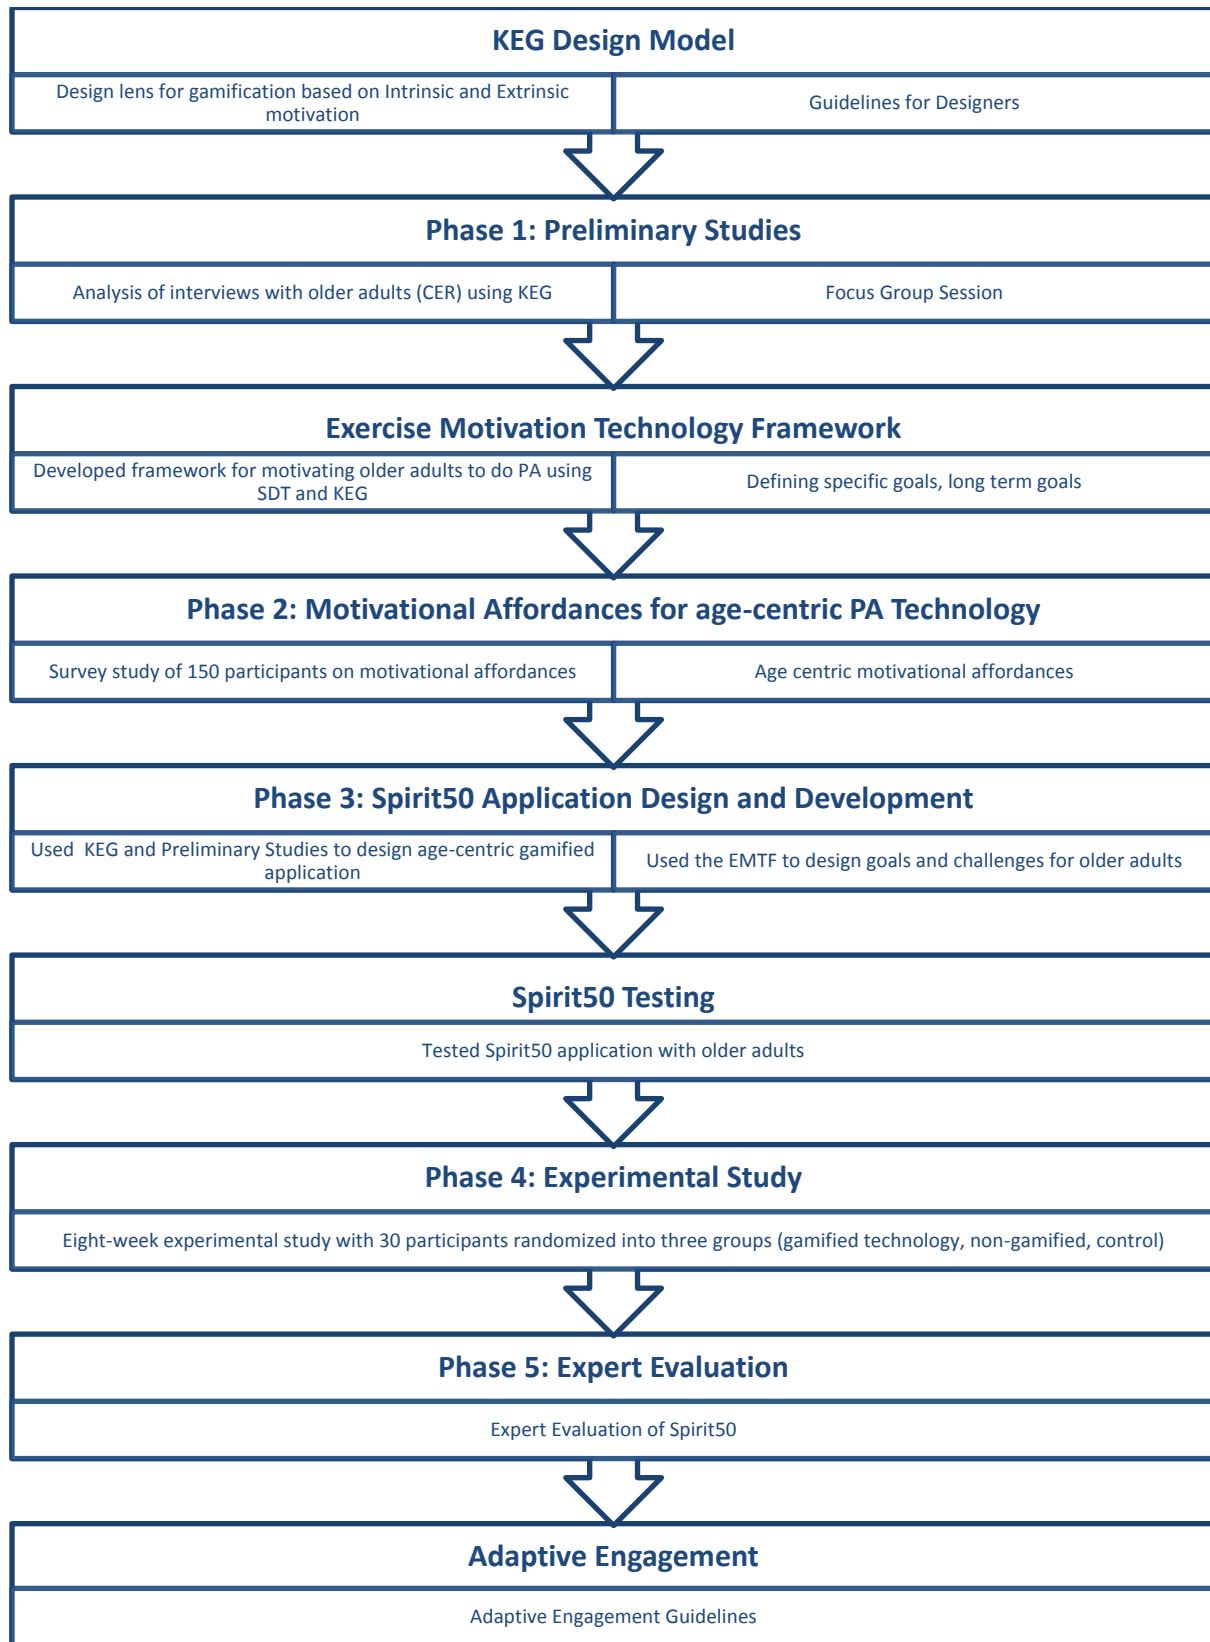 KEG Design Model
Design lens for gamification based on Intrinsic and Extrinsic
motivation
Guidelines for Designers
Phase 1: Preliminary Studies
Analysis of interviews with older adults (CER) using KEG
Focus Group Session
Exercise Motivation Technology Framework
Developed framework for motivating older adults to do PA using
SDT and KEG
Defining specific goals, long term goals
Phase 2: Motivational Affordances for age-centric PA Technology
Survey study of 150 participants on motivational affordances
Age centric motivational affordances
Phase 3: Spirit50 Application Design and Development
Used KEG and Preliminary Studies to design age-centric gamified
application
Used the EMTF to design goals and challenges for older adults
Spirit50 Testing
Tested Spirit50 application with older adults
Phase 4: Experimental Study
Eight-week experimental study with 30 participants randomized into three groups (gamified technology, non-gamified, control)
Phase 5: Expert Evaluation
Expert Evaluation of Spirit50
Adaptive Engagement
Adaptive Engagement Guidelines